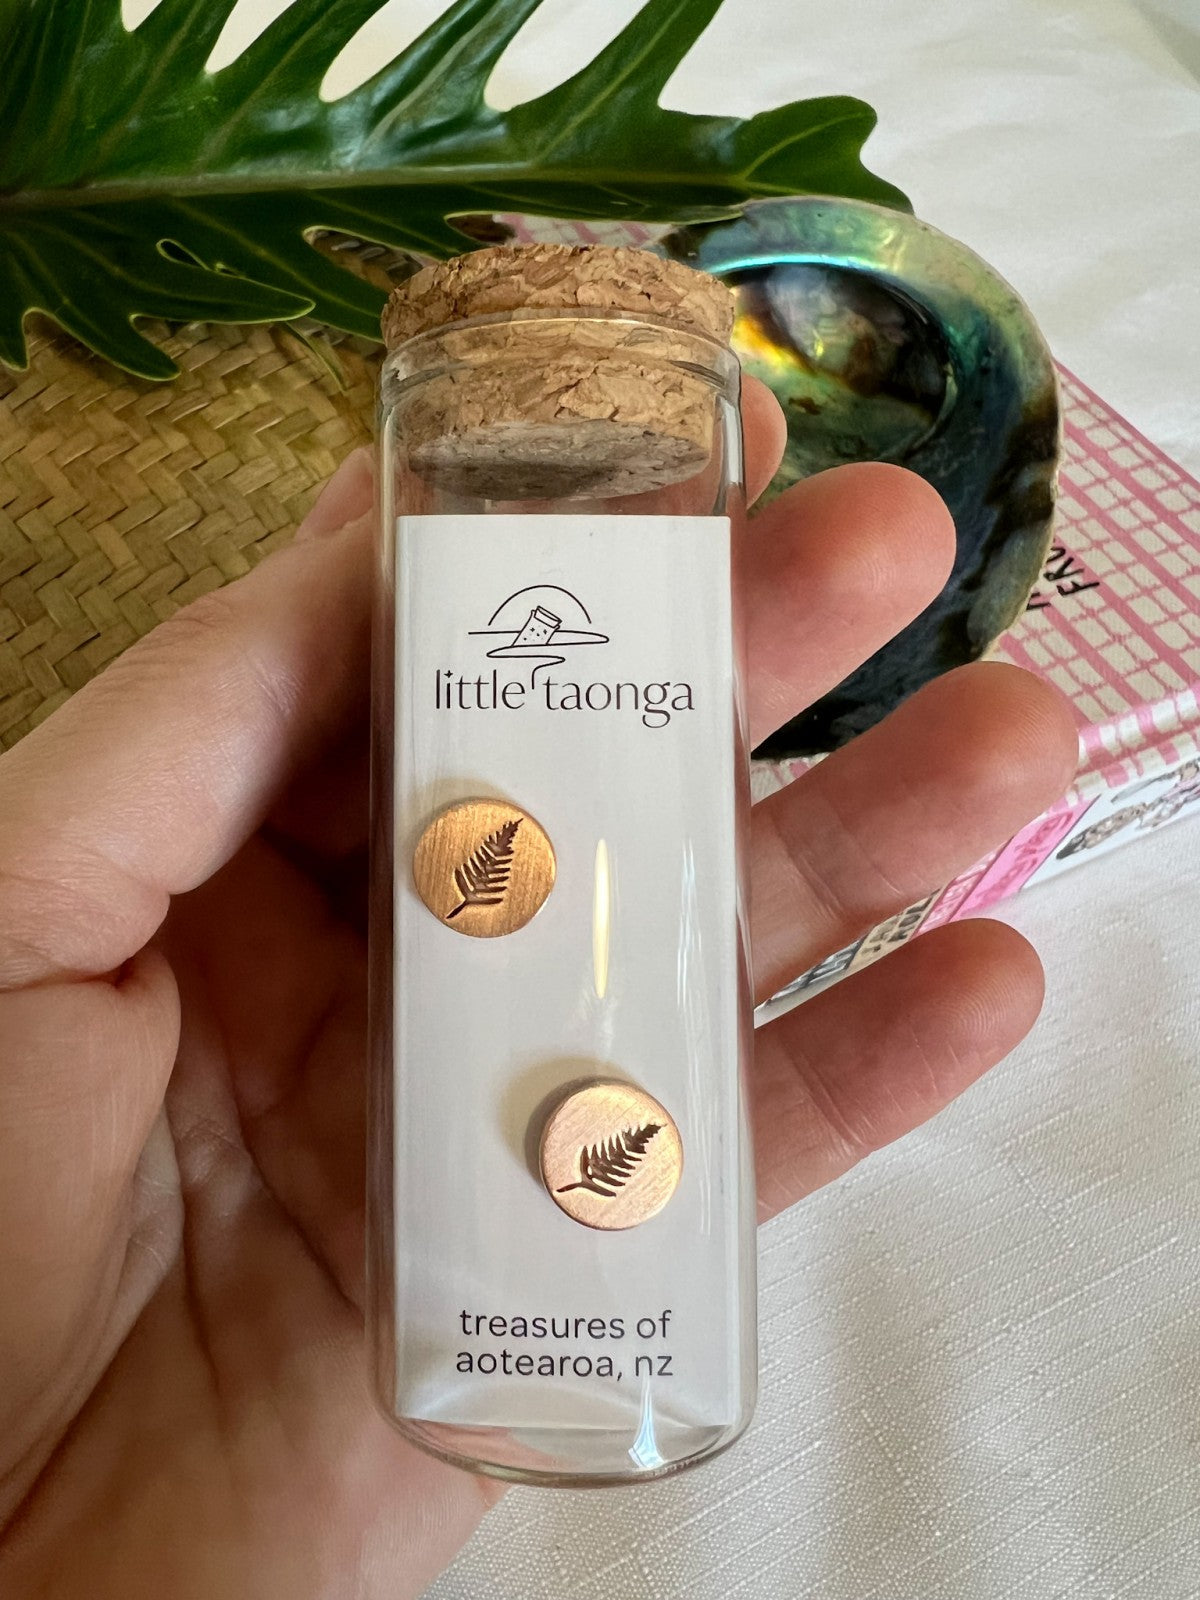 little taonga
treasures of
aotearoa, nz